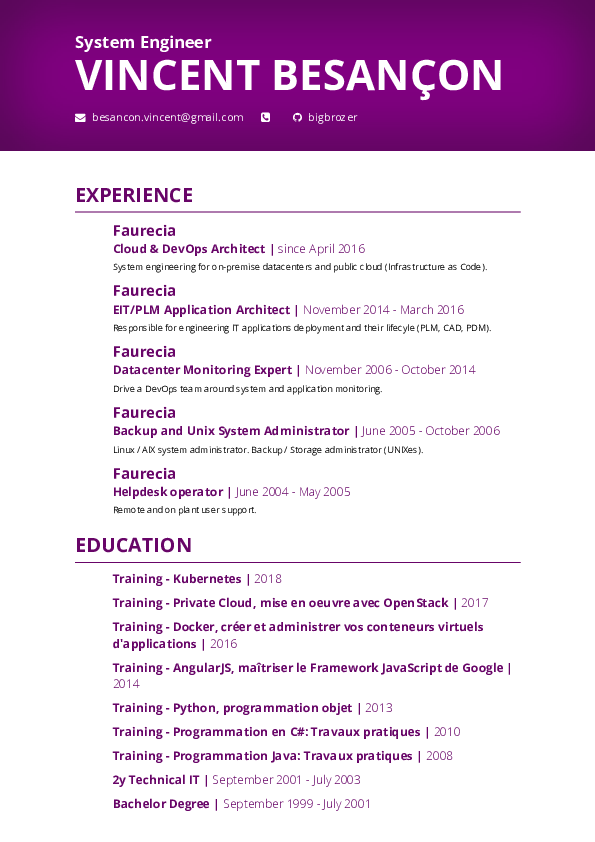 System Engineer
VINCENT BESANÇON
besancon.vincent@gmail.com bigbrozer
EXPERIENCE
Faurecia
Cloud & DevOps Architect | since April 2016
System engineering for on-premise datacenters and public cloud (Infrastructure as Code).
Faurecia
EIT/PLM Application Architect | November 2014 - March 2016
Responsible for engineering IT applications deployment and their lifecyle (PLM, CAD, PDM).
Faurecia
Datacenter Monitoring Expert | November 2006 - October 2014
Drive a DevOps team around system and application monitoring.
Faurecia
Backup and Unix System Administrator | June 2005 - October 2006
Linux / AIX system administrator. Backup / Storage administrator (UNIXes).
Faurecia
Helpdesk operator | June 2004 - May 2005
Remote and on plant user support.
EDUCATION
Training - Kubernetes | 2018
Training - Private Cloud, mise en oeuvre avec OpenStack | 2017
Training - Docker, créer et administrer vos conteneurs virtuels
d'applications | 2016
Training - AngularJS, maîtriser le Framework JavaScript de Google |
2014
Training - Python, programmation objet | 2013
Training - Programmation en C#: Travaux pratiques | 2010
Training - Programmation Java: Travaux pratiques | 2008
2y Technical IT | September 2001 - July 2003
Bachelor Degree | September 1999 - July 2001